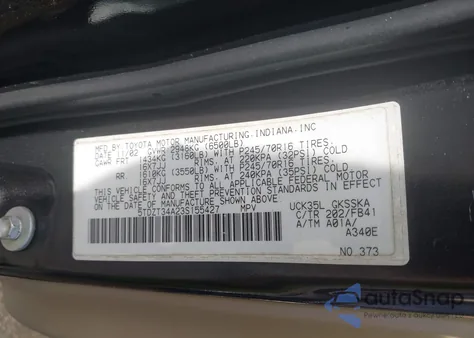 MFD BY: TOYOTA MOTOR MANUFACTURING, INDIANA, INC
DATE: 11/02 GVWR 2948KG (6500LB)
GAWR FRT 1434KG (3160LB) WITH P245/70R16 TIRES,
16X7JJ RIMS, AT 220KPA (32PSI) COLD
RR 1610KG (3550LB) WITH P245/70R16 TIRES,
16X7JJ RIMS, AT 240KPA (35PSI) COLD
THIS VEHICLE CONFORMS TO ALL APPLICABLE FEDERAL MOTOR
VEHICLE SAFETY STANDARDS IN EFFECT
ON THE DATE OF MANUFACTURE SHOWN ABOVE.
5TDZT34A23S155427 MPV
UCK35L GKSSKA
C/TR 202/FB41
A/TM A01A/
A340E
NO.373
autoSnap